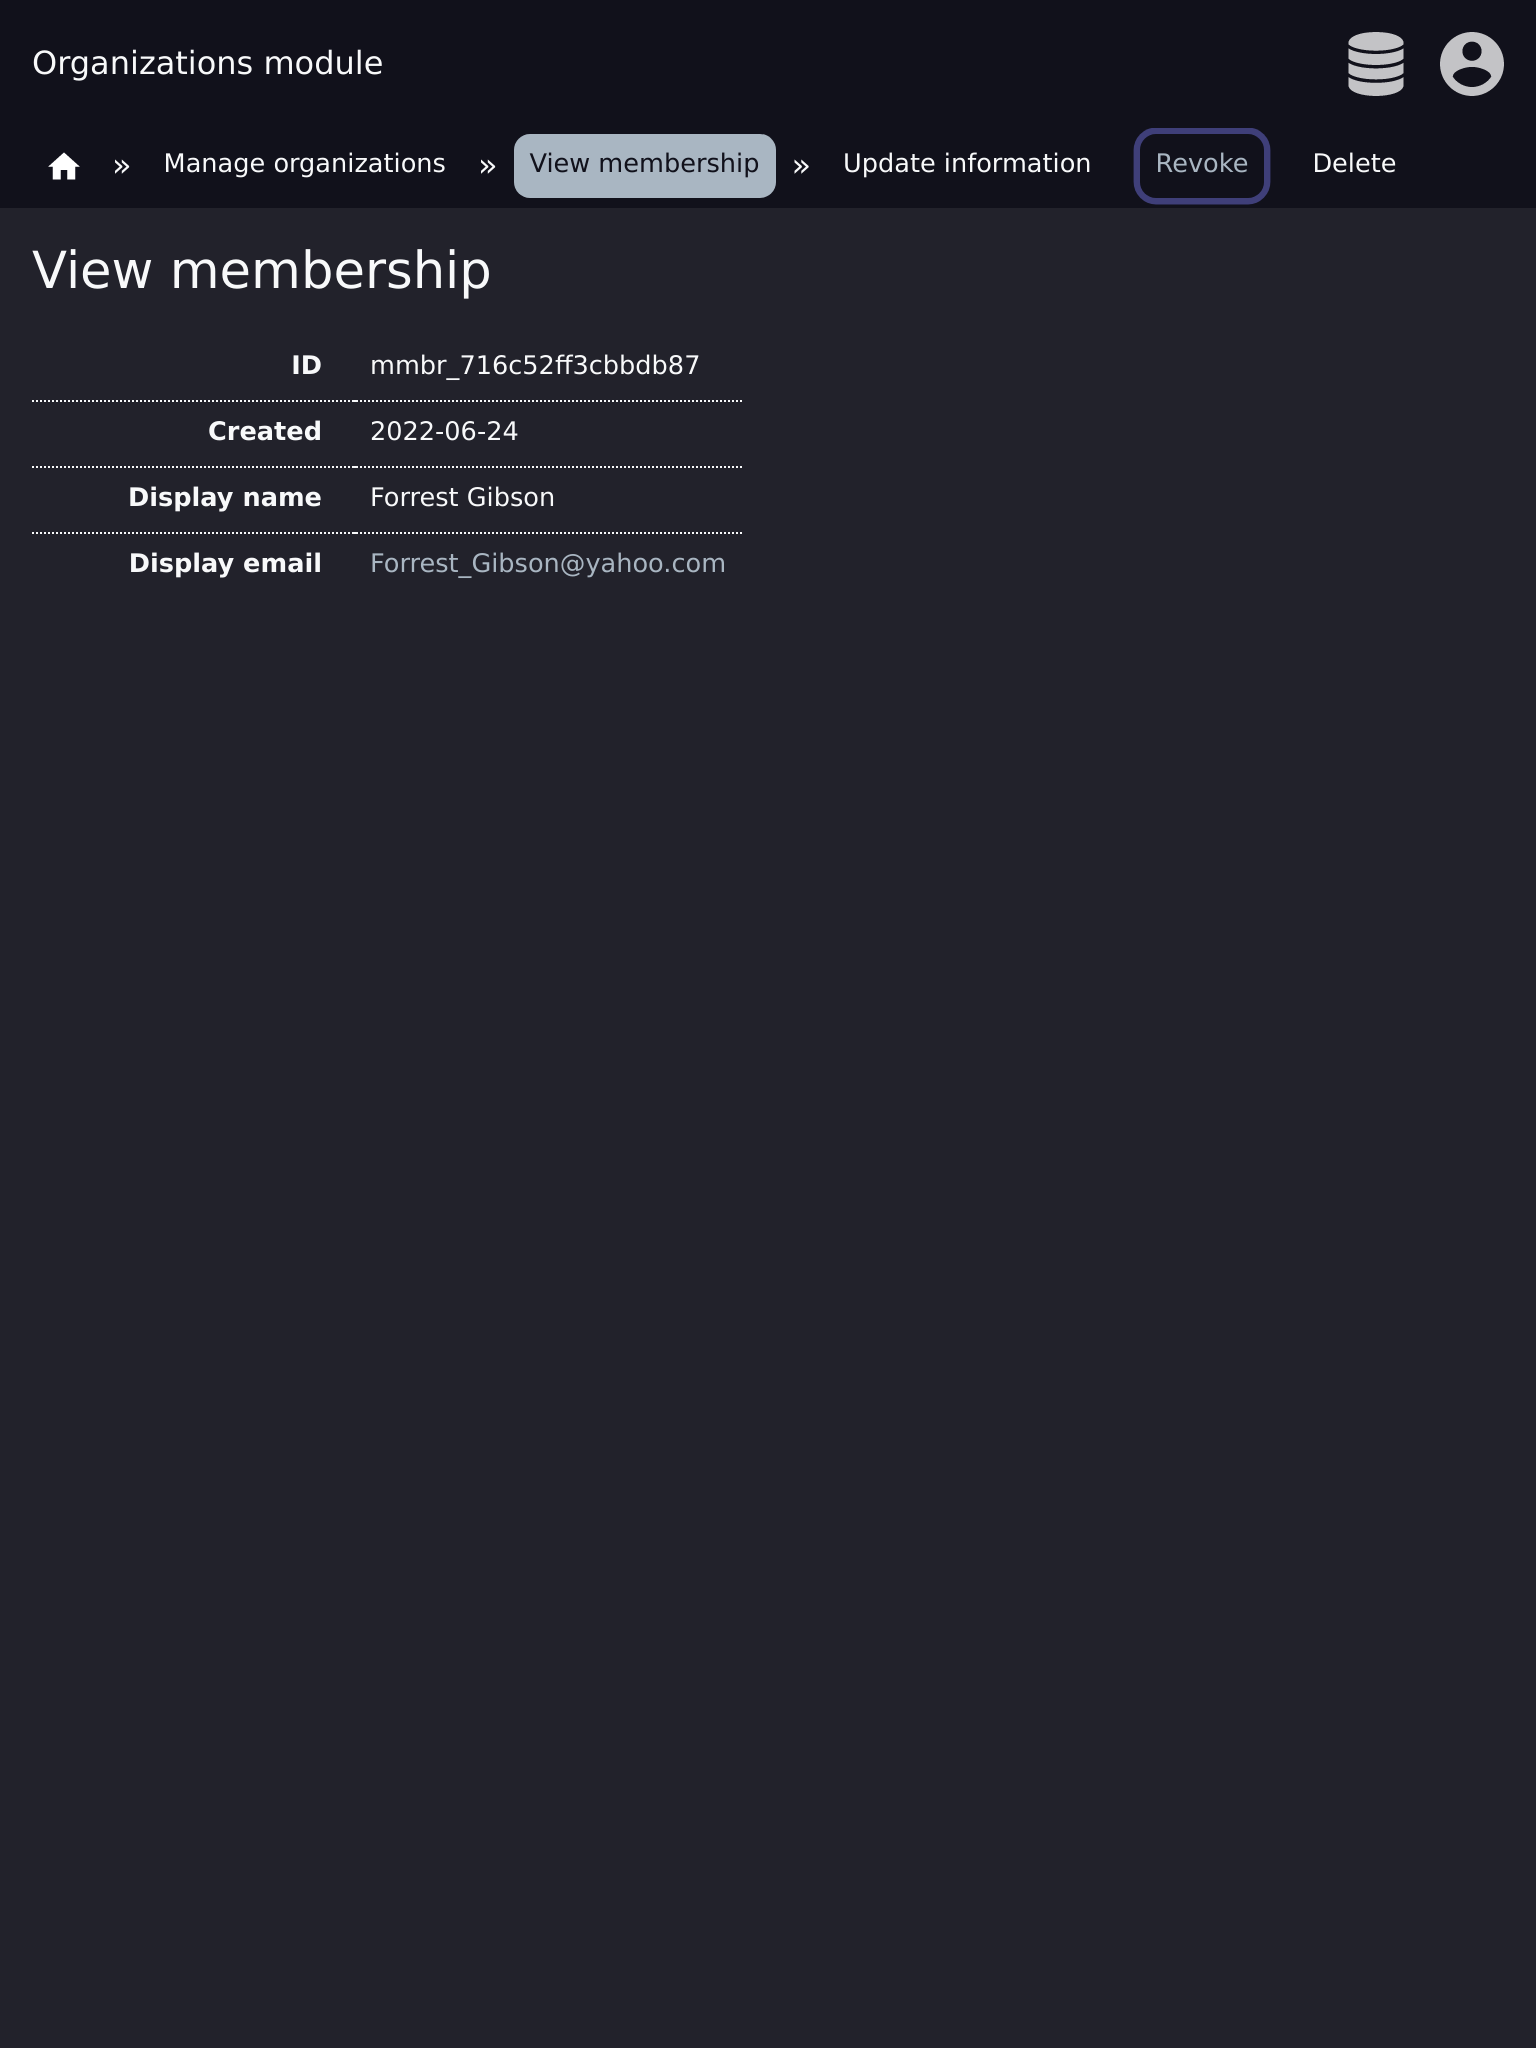 Organizations module
» Manage organizations » View membership » Update information Revoke Delete
View membership
ID mmbr_716c52ff3cbbdb87
Created 2022-06-24
Display name Forrest Gibson
Display email Forrest_Gibson@yahoo.com